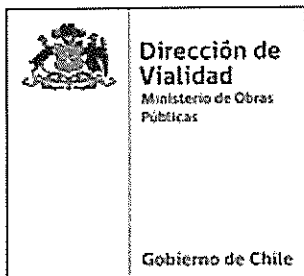 Dirección de
Vialidad
Ministerio de Obras
Públicas
Gobierno de Chile